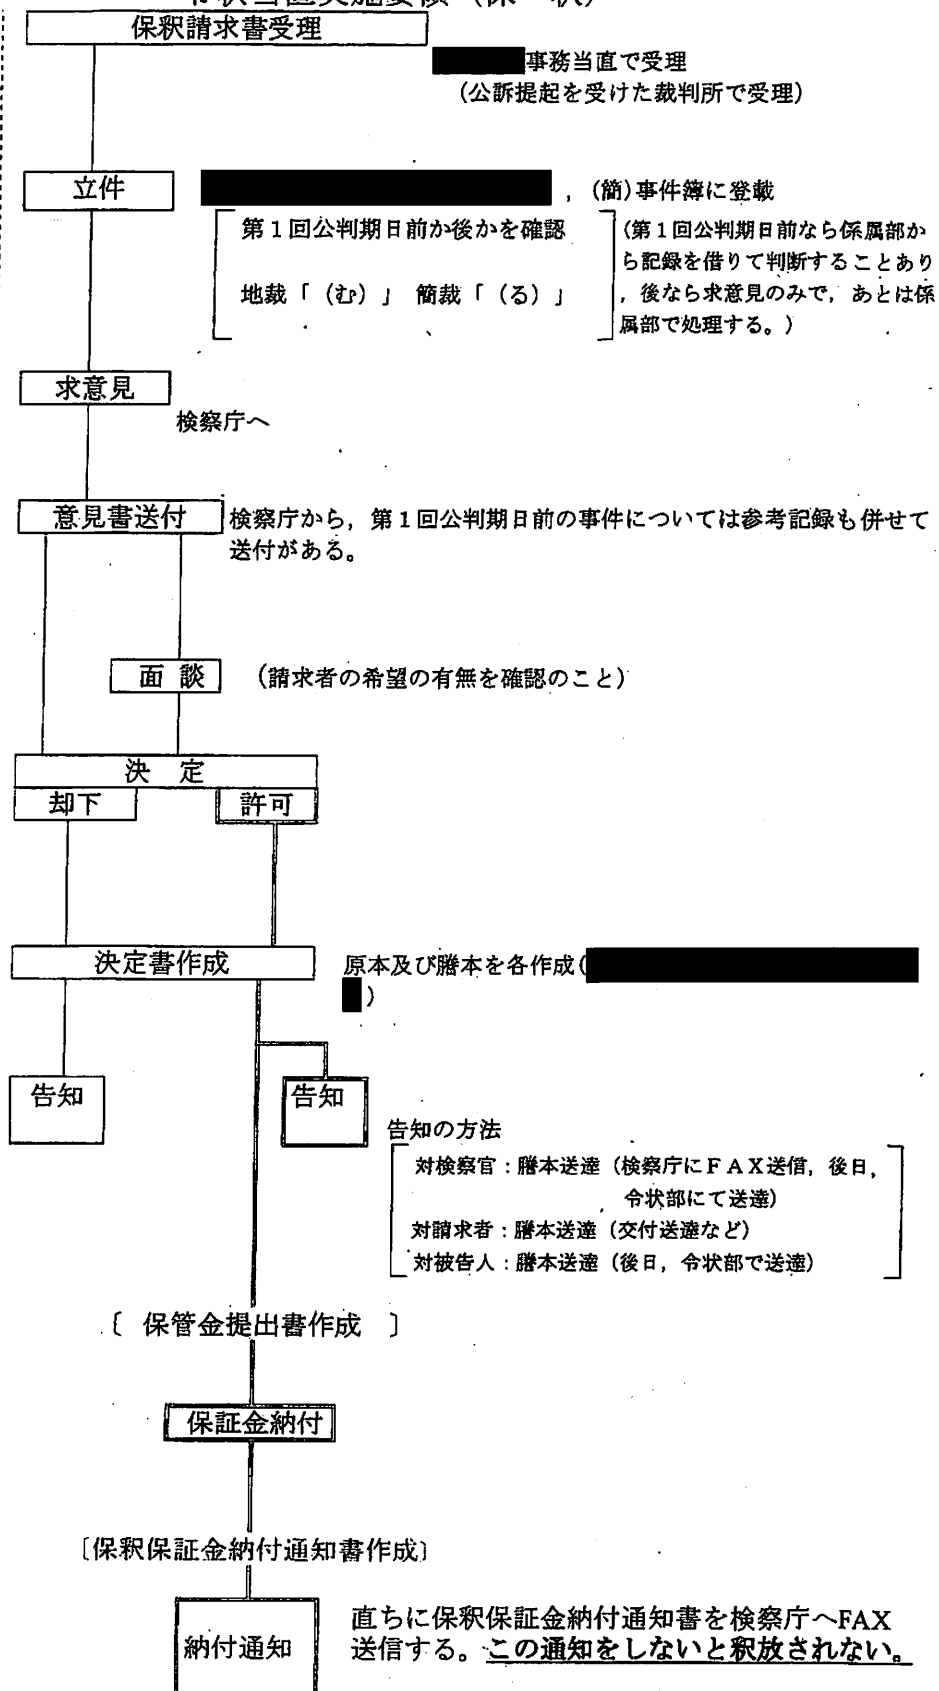 保釈請求書受理
事務当直で受理
(公訴提起を受けた裁判所で受理)
立件
，(簡)事件簿に登載
第１回公判期日前か後かを確認
地裁「（む）」 簡裁「（る）」
(第１回公判期日前なら係属部か
ら記録を借りて判断することあり
，後なら求意見のみで，あとは係
属部で処理する。)
求意見
検察庁へ
意見書送付
検察庁から，第１回公判期日前の事件については参考記録も併せて
送付がある。
面 談
(請求者の希望の有無を確認のこと)
決 定
却下
許可
決定書作成
原本及び謄本を各作成(
)
告知
告知
告知の方法
対検察官：謄本送達（検察庁にＦＡＸ送信，後日，
令状部にて送達）
対請求者：謄本送達（交付送達など）
対被告人：謄本送達（後日，令状部で送達）
〔 保管金提出書作成 〕
保証金納付
〔保釈保証金納付通知書作成〕
納付通知
直ちに保釈保証金納付通知書を検察庁へFAX
送信する。この通知をしないと釈放されない。